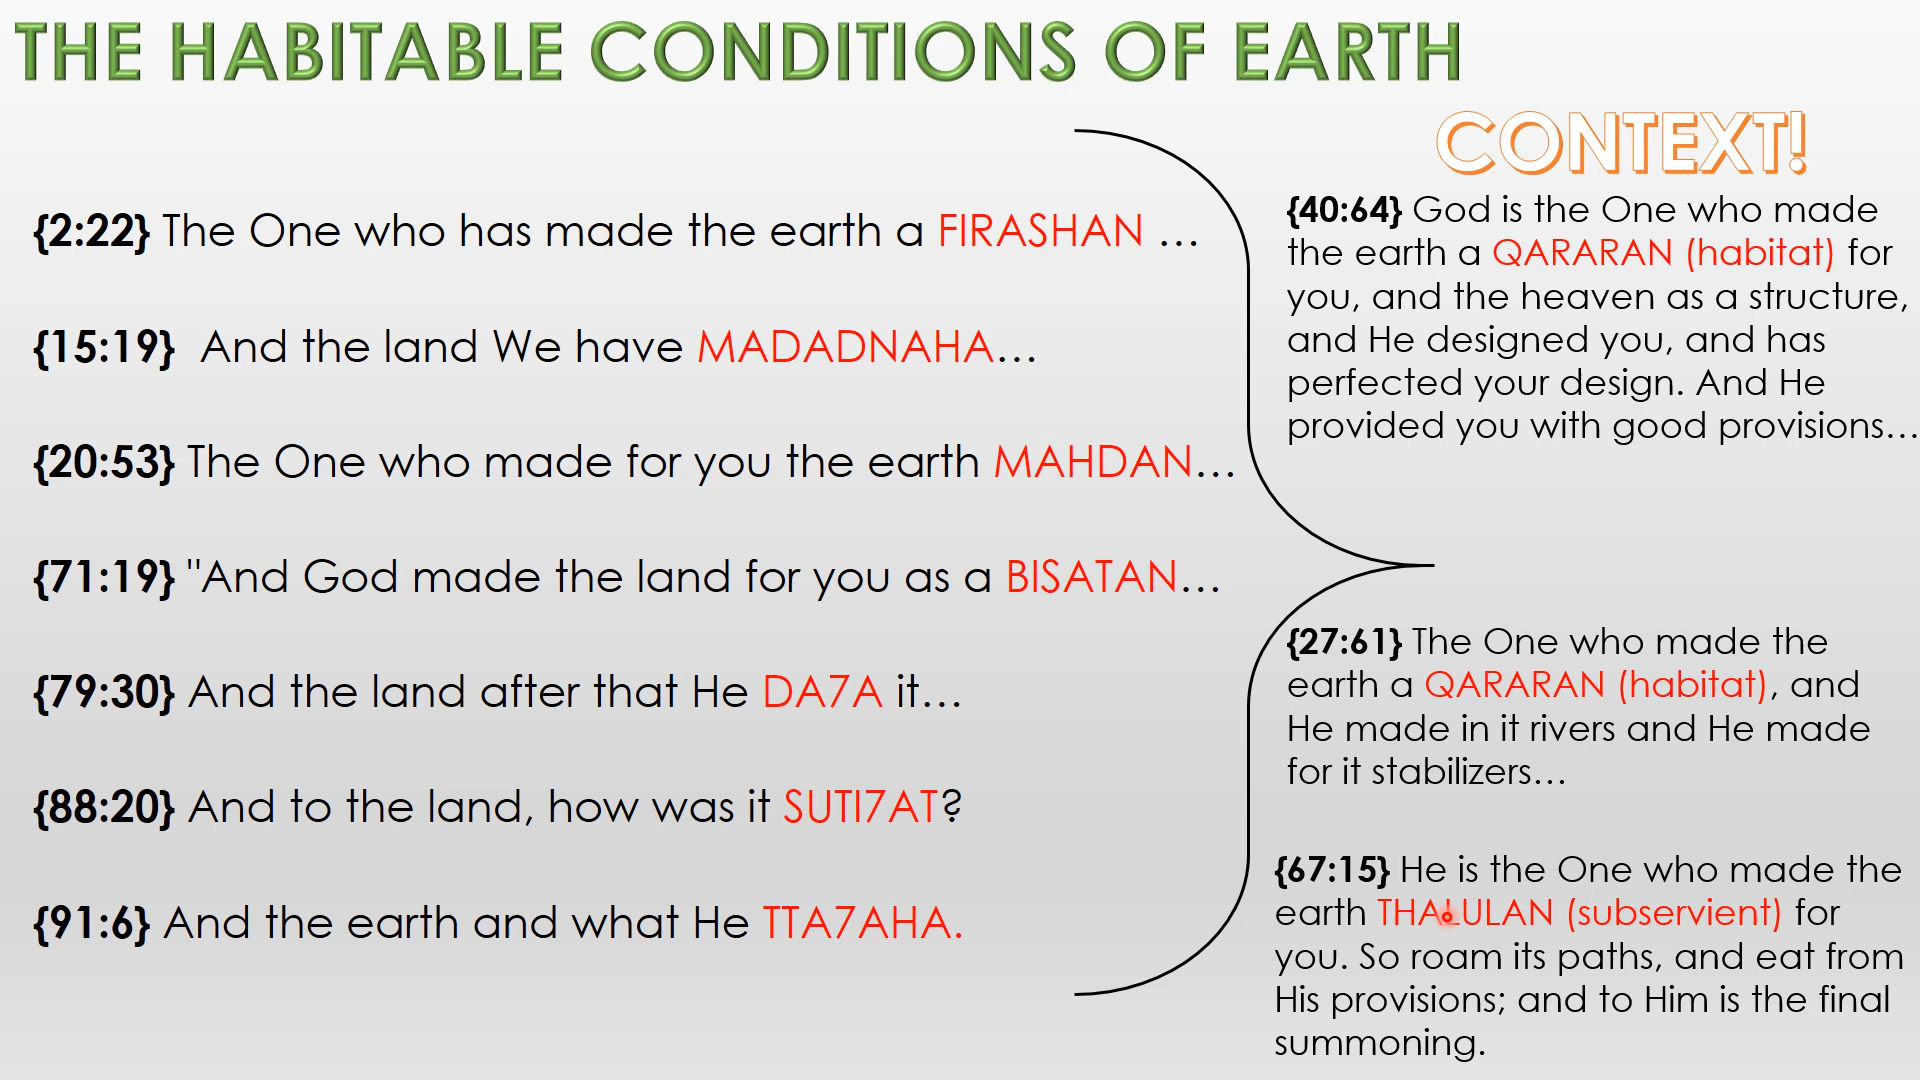 THE HABITABLE CONDITIONS OF EARTH
{2:22} The One who has made the earth a FIRASHAN ...
{15:19} And the land We have MADADNAHA...
{20:53} The One who made for you the earth MAHDAN...
{71:19} "And God made the land for you as a BISATAN...
{79:30} And the land after that He DA7A it...
{88:20} And to the land, how was it SUTI7AT?
{91:6} And the earth and what He TTA7AHA.
CONTEXT!
{40:64} God is the One who made
the earth a QARARAN (habitat) for
you, and the heaven as a structure,
and He designed you, and has
perfected your design. And He
provided you with good provisions...
{27:61} The One who made the
earth a QARARAN (habitat), and
He made in it rivers and He made
for it stabilizers...
{67:15} He is the One who made the
earth THALULAN (subservient) for
you. So roam its paths, and eat from
His provisions; and to Him is the final
summoning.